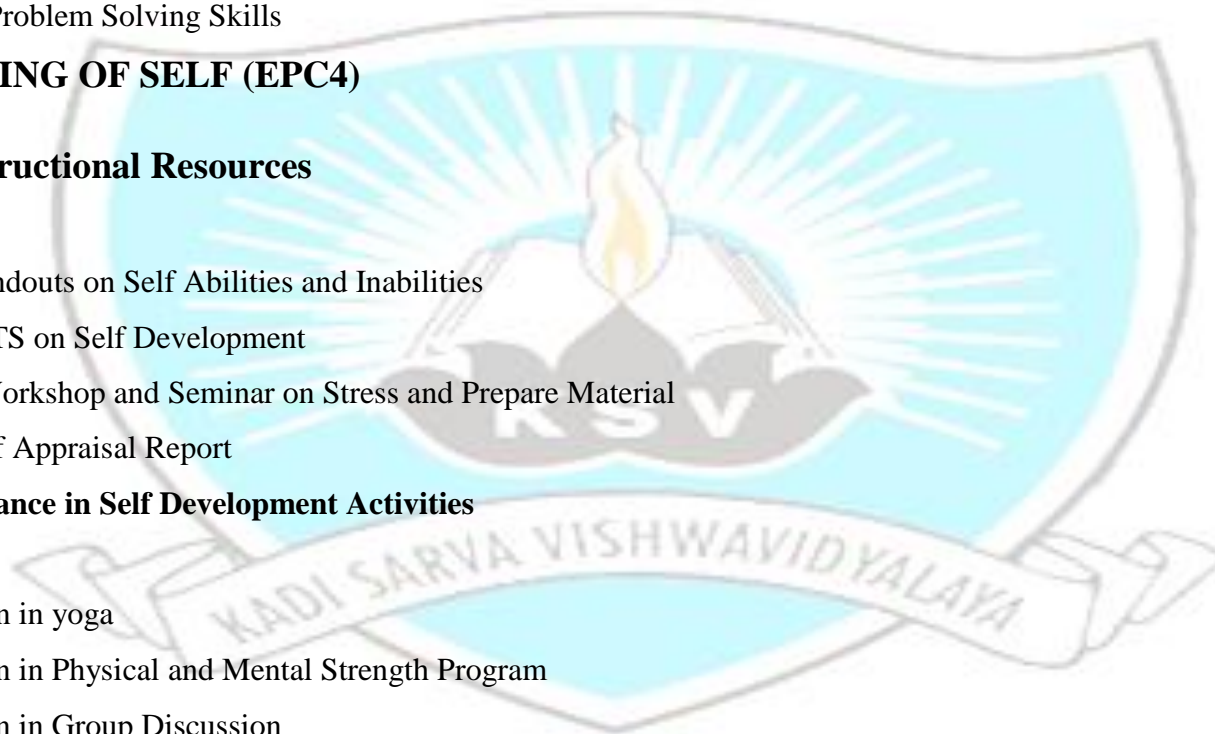 Problem Solving Skills
ING OF SELF (EPC4)
ructional Resources
ndouts on Self Abilities and Inabilities
TS on Self Development
Workshop and Seminar on Stress and Prepare Material
f Appraisal Report
KSV
ance in Self Development Activities
KADI SARVA VISHWAVIDYALAYA
n in yoga
n in Physical and Mental Strength Program
n in Group Discussion